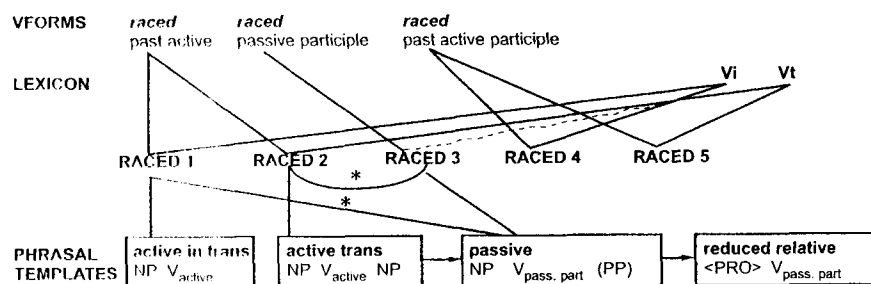 VFORMS raced raced raced
past active passive participle past active participle
LEXICON Vi Vt
RACED 1 RACED 2 RACED 3 RACED 4 RACED 5
*
*
PHRASAL TEMPLATES
active in trans
NP Vactive
active trans
NP Vactive NP
passive
NP Vpass. part (PP)
reduced relative
<PRO> Vpass. part